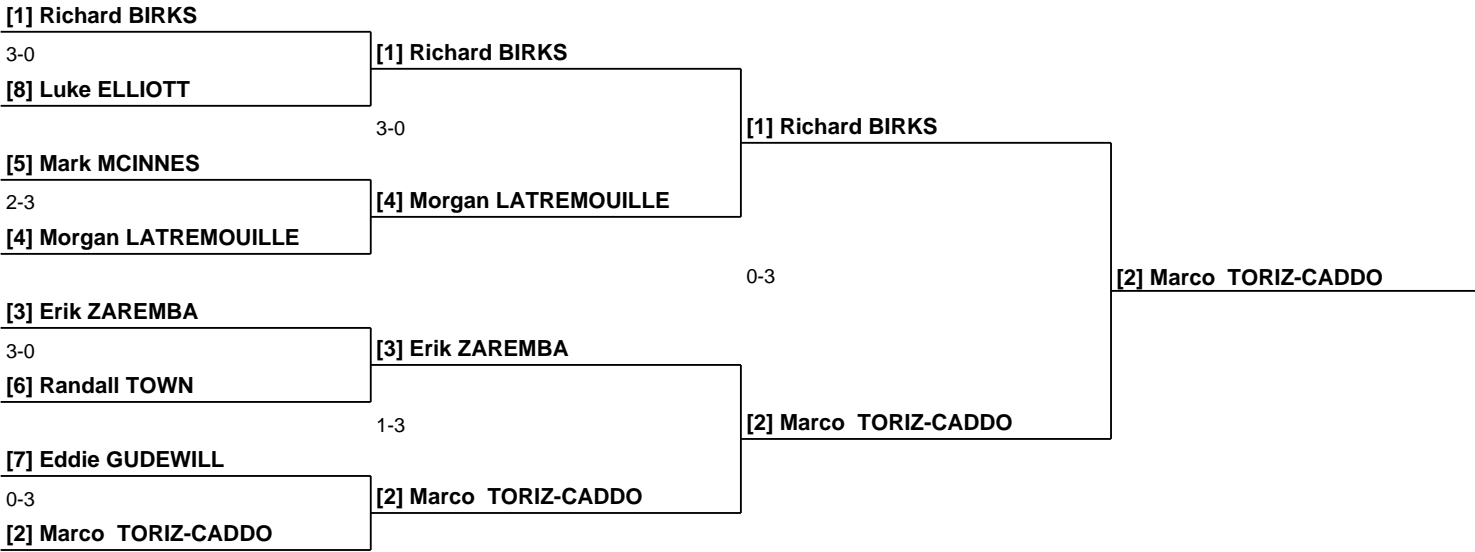 [1] Richard BIRKS
3-0
[8] Luke ELLIOTT
[1] Richard BIRKS
3-0
[5] Mark MCINNES
2-3
[4] Morgan LATREMOUILLE
[4] Morgan LATREMOUILLE
[1] Richard BIRKS
0-3
[3] Erik ZAREMBA
3-0
[6] Randall TOWN
[3] Erik ZAREMBA
1-3
[7] Eddie GUDEWILL
0-3
[2] Marco  TORIZ-CADDO
[2] Marco  TORIZ-CADDO
[2] Marco  TORIZ-CADDO
[2] Marco  TORIZ-CADDO